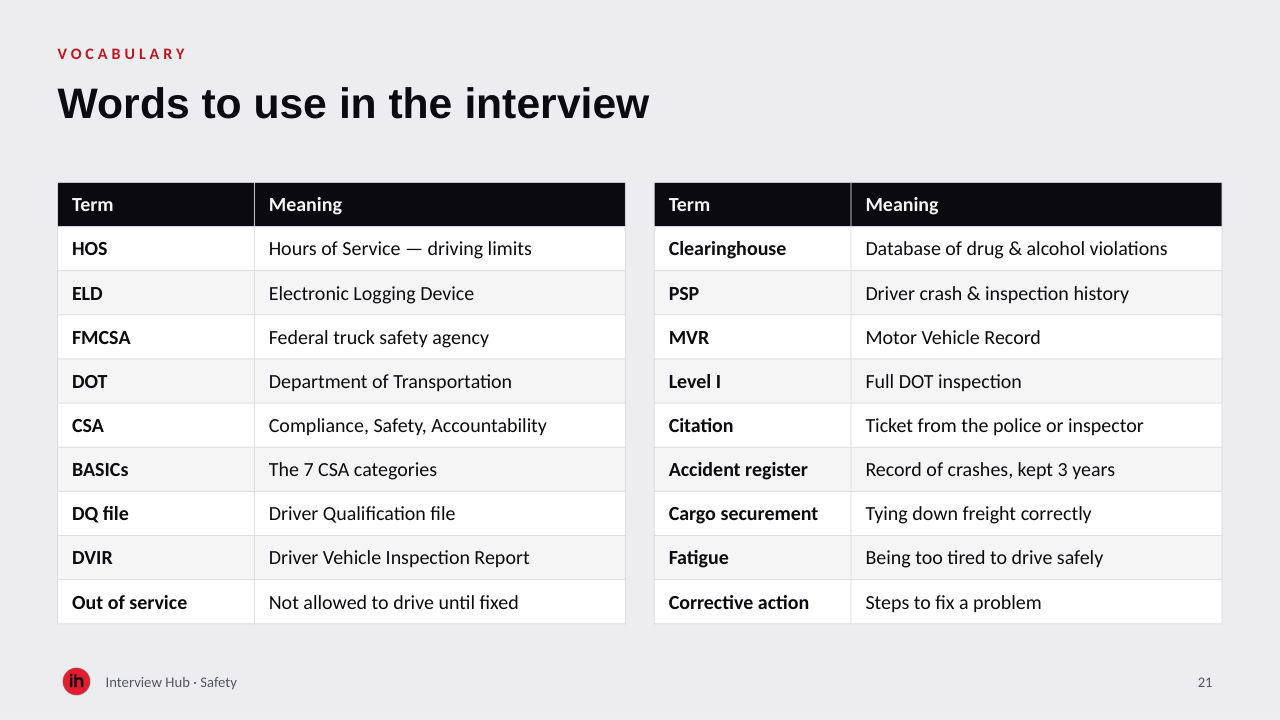 VOCABULARY
Words to use in the interview
Term Meaning
HOS Hours of Service — driving limits
ELD Electronic Logging Device
FMCSA Federal truck safety agency
DOT Department of Transportation
CSA Compliance, Safety, Accountability
BASICs The 7 CSA categories
DQ file Driver Qualification file
DVIR Driver Vehicle Inspection Report
Out of service Not allowed to drive until fixed
Term Meaning
Clearinghouse Database of drug & alcohol violations
PSP Driver crash & inspection history
MVR Motor Vehicle Record
Level I Full DOT inspection
Citation Ticket from the police or inspector
Accident register Record of crashes, kept 3 years
Cargo securement Tying down freight correctly
Fatigue Being too tired to drive safely
Corrective action Steps to fix a problem
ih Interview Hub · Safety
21